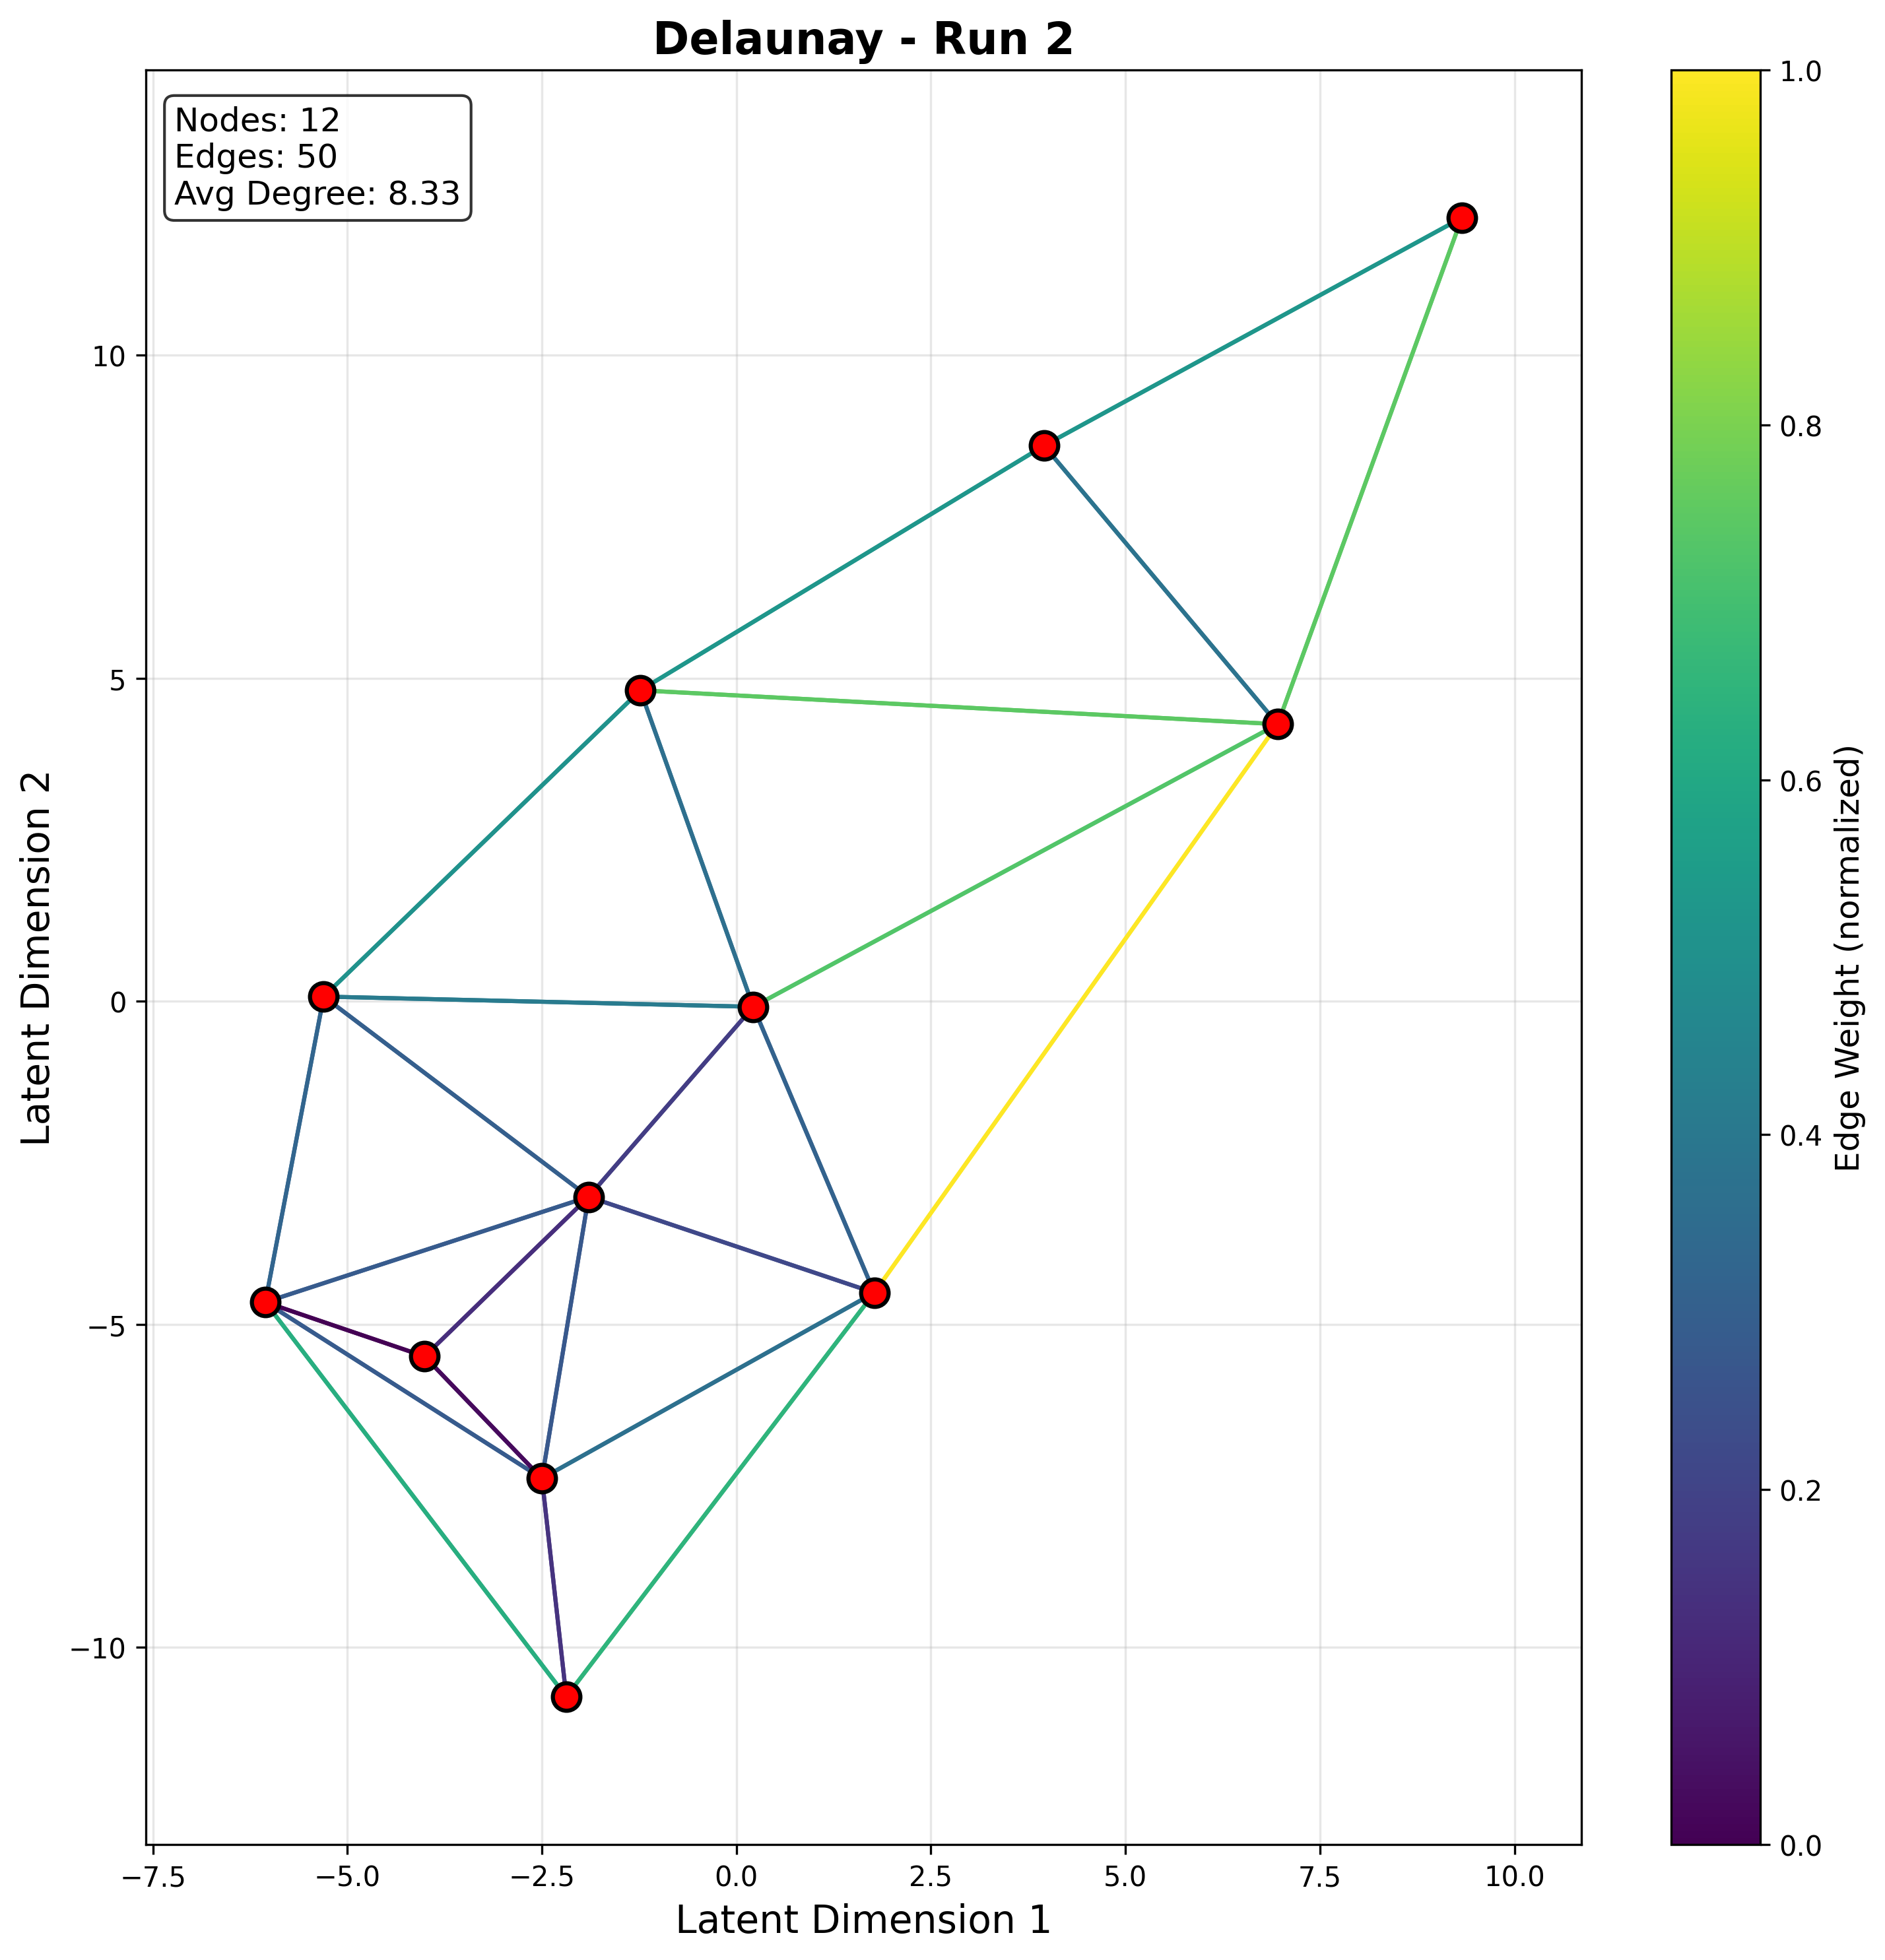 Delaunay - Run 2
Nodes: 12
Edges: 50
Avg Degree: 8.33
10
5
0
−5
−10
Latent Dimension 2
−7.5
−5.0
−2.5
0.0
2.5
5.0
7.5
10.0
Latent Dimension 1
1.0
0.8
0.6
0.4
0.2
0.0
Edge Weight (normalized)